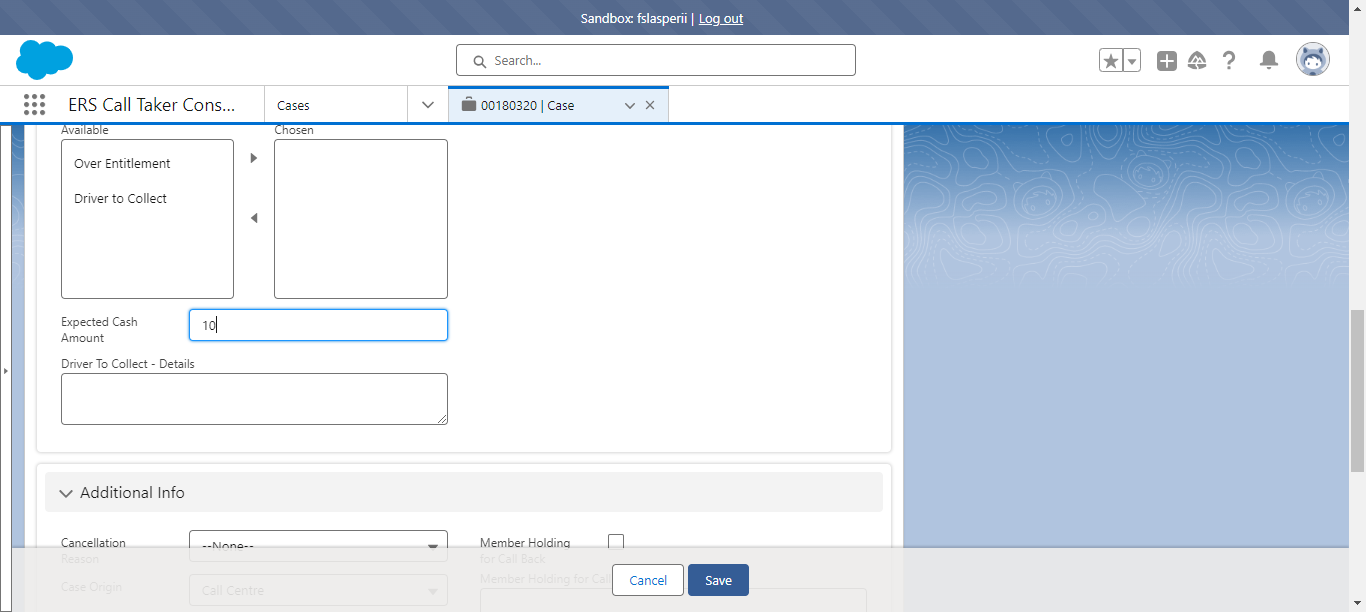 Sandbox: fslasperii | Log out
Search...
ERS Call Taker Cons...
Cases
00180320 | Case
Available
Chosen
Over Entitlement
Driver to Collect
Expected Cash
Amount
10
Driver To Collect - Details
Additional Info
Cancellation
Reason
--None--
Member Holding
for Call Back
Case Origin
Call Centre
Member Holding for Call
Cancel
Save